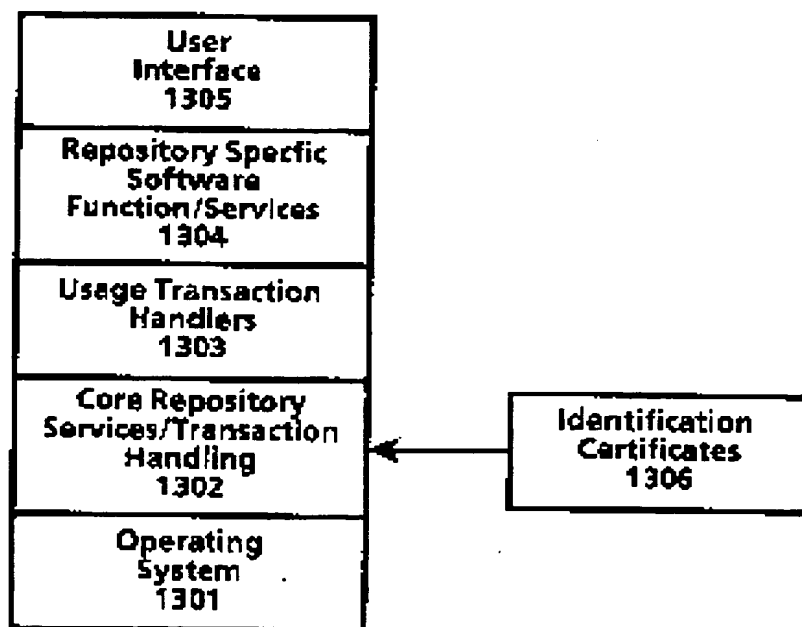 User
Interface
1305
Repository Specfic
Software
Function/Services
1304
Usage Transaction
Handlers
1303
Core Repository
Services/Transaction
Handling
1302
Operating
System
1301
Identification
Certificates
1306